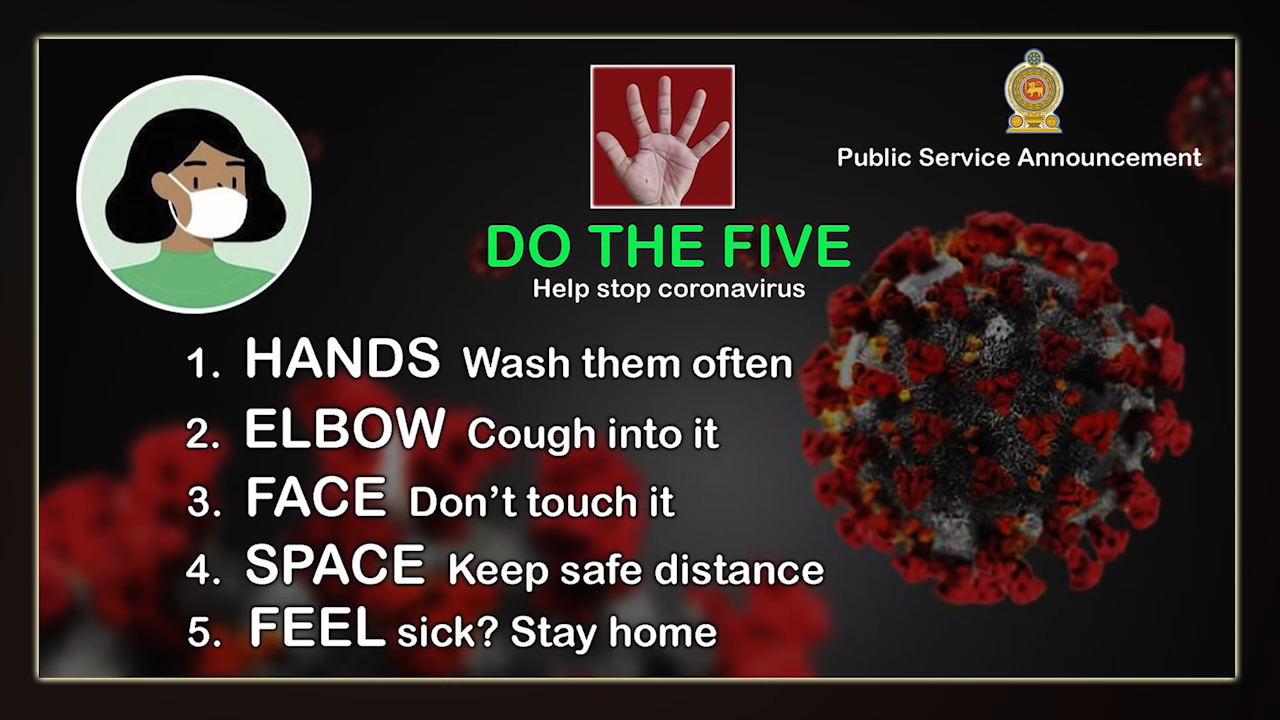 Public Service Announcement
DO THE FIVE
Help stop coronavirus
1. HANDS Wash them often
2. ELBOW Cough into it
3. FACE Don't touch it
4. SPACE Keep safe distance
5. FEEL sick? Stay home